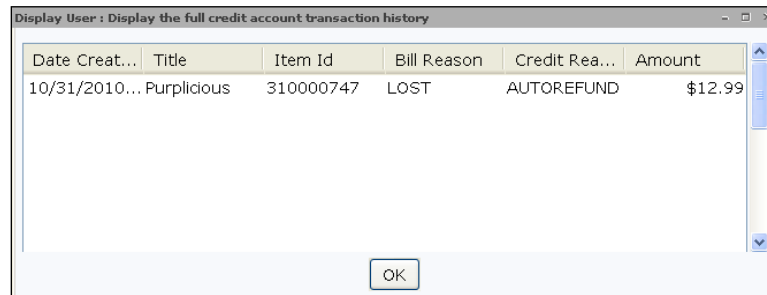 Display User : Display the full credit account transaction history
Date Creat... Title Item Id Bill Reason Credit Rea... Amount
10/31/2010... Purplicious 310000747 LOST AUTOREFUND $12.99
OK